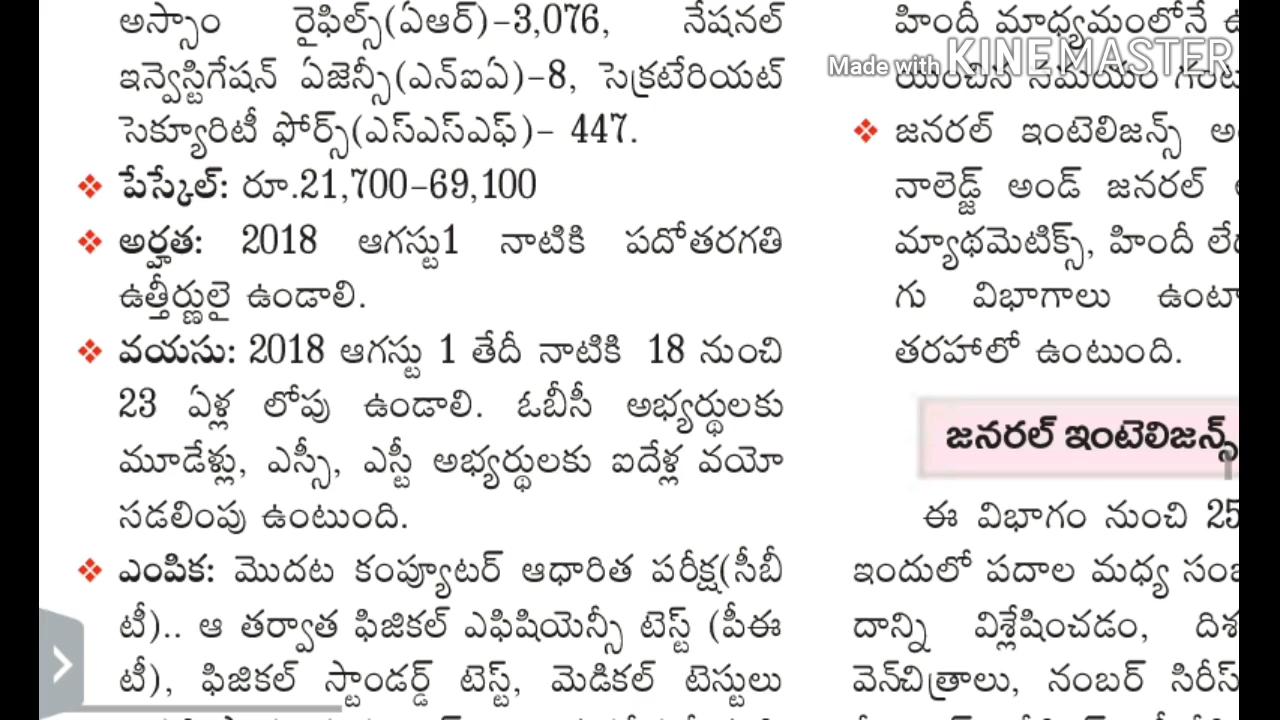 అస్సాం రైఫిల్స్(ఏఆర్)-3,076, నేషనల్
ఇన్వెస్టిగేషన్ ఏజెన్సీ(ఎన్ఐఏ)-8, సెక్రటేరియట్
సెక్యూరిటీ ఫోర్స్(ఎస్ఎస్ఎఫ్)- 447.
❖ పేస్కేల్: రూ.21,700-69,100
❖ అర్హత: 2018 ఆగస్టు1 నాటికి పదోతరగతి
ఉత్తీర్ణులై ఉండాలి.
❖ వయసు: 2018 ఆగస్టు 1 తేదీ నాటికి 18 నుంచి
23 ఏళ్ల లోపు ఉండాలి. ఓబీసీ అభ్యర్థులకు
మూడేళ్లు, ఎస్సీ, ఎస్టీ అభ్యర్థులకు ఐదేళ్ల వయో
సడలింపు ఉంటుంది.
❖ ఎంపిక: మొదట కంప్యూటర్ ఆధారిత పరీక్ష(సీబీ
టీ).. ఆ తర్వాత ఫిజికల్ ఎఫిషియెన్సీ టెస్ట్ (పీఈ
టీ), ఫిజికల్ స్టాండర్డ్ టెస్ట్, మెడికల్ టెస్టులు
హిందీ మాధ్యమంలోనే
Made with KINEMASTER
❖ జనరల్ ఇంటెలిజన్స్
నాలెడ్జ్ అండ్ జనరల్
మ్యాథమెటిక్స్, హిందీ
గు విభాగాలు
తరహాలో ఉంటుంది.
జనరల్ ఇంటెలిజన్స్
ఈ విభాగం నుంచి 25
ఇందులో పదాల మధ్య
దాన్ని విశ్లేషించడం,
వెన్‌చిత్రాలు, నంబర్ సిరీస్